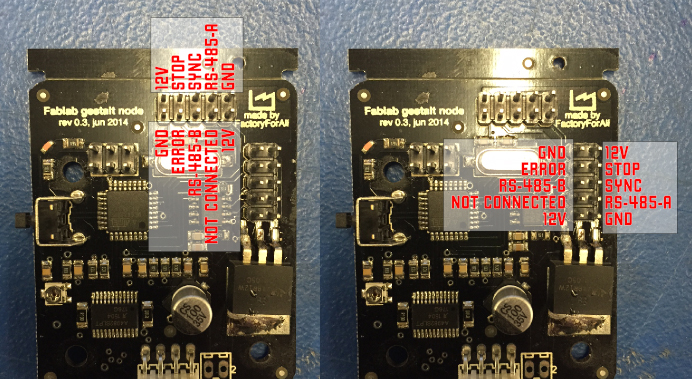 12V
STOP
SYNC
RS-485-A
GND
Fablab gestalt node
rev 0.3, jun 2014
made by
FactoryForAll
GND
ERROR
RS-485-B
NOT CONNECTED
12V
Fablab gestalt node
rev 0.3, jun 2014
made by
FactoryForAll
GND 12V
ERROR STOP
RS-485-B SYNC
NOT CONNECTED RS-485-A
12V GND